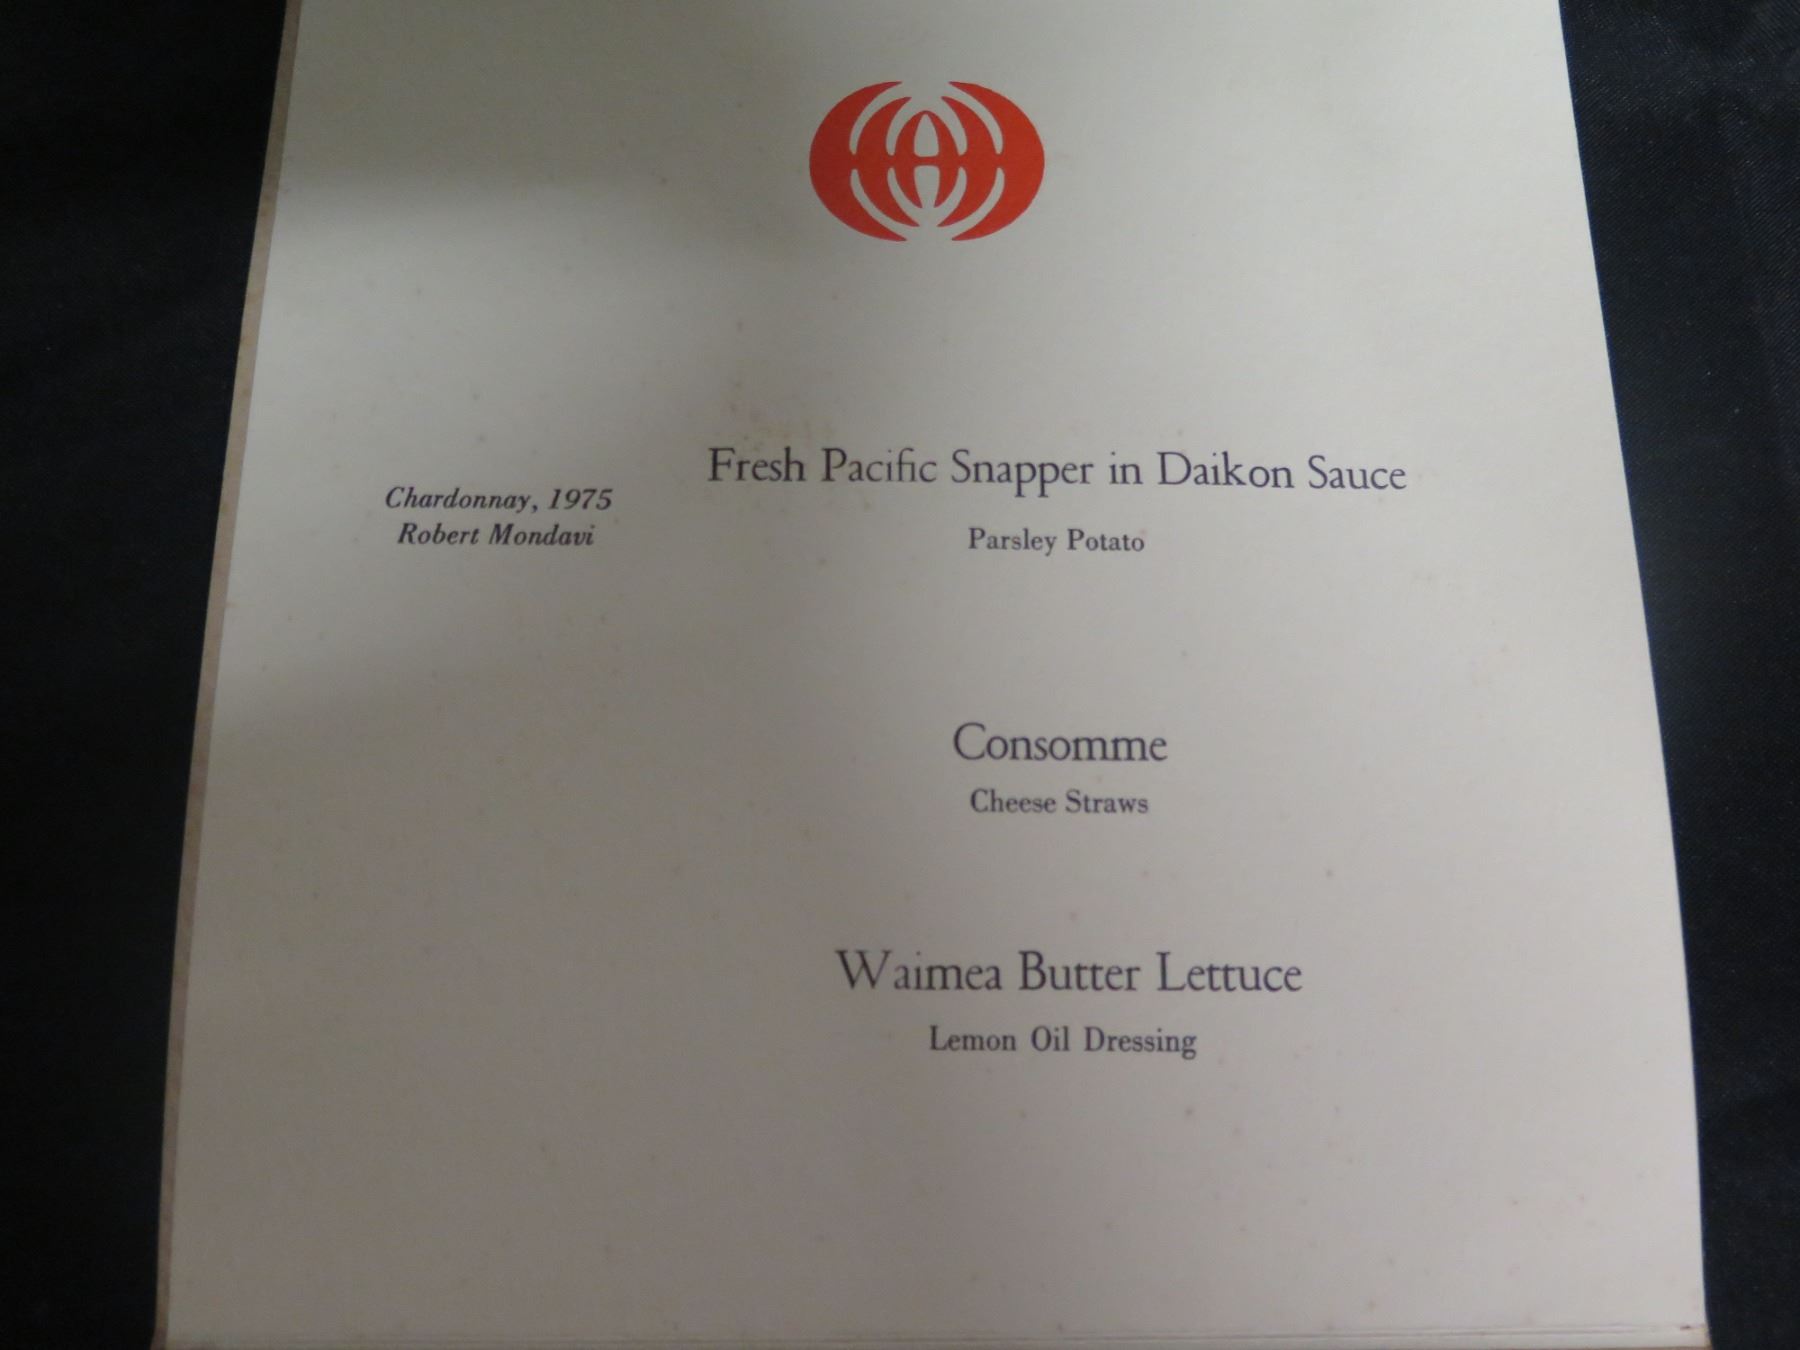 Fresh Pacific Snapper in Daikon Sauce
Chardonnay, 1975
Robert Mondavi
Parsley Potato
Consomme
Cheese Straws
Waimea Butter Lettuce
Lemon Oil Dressing